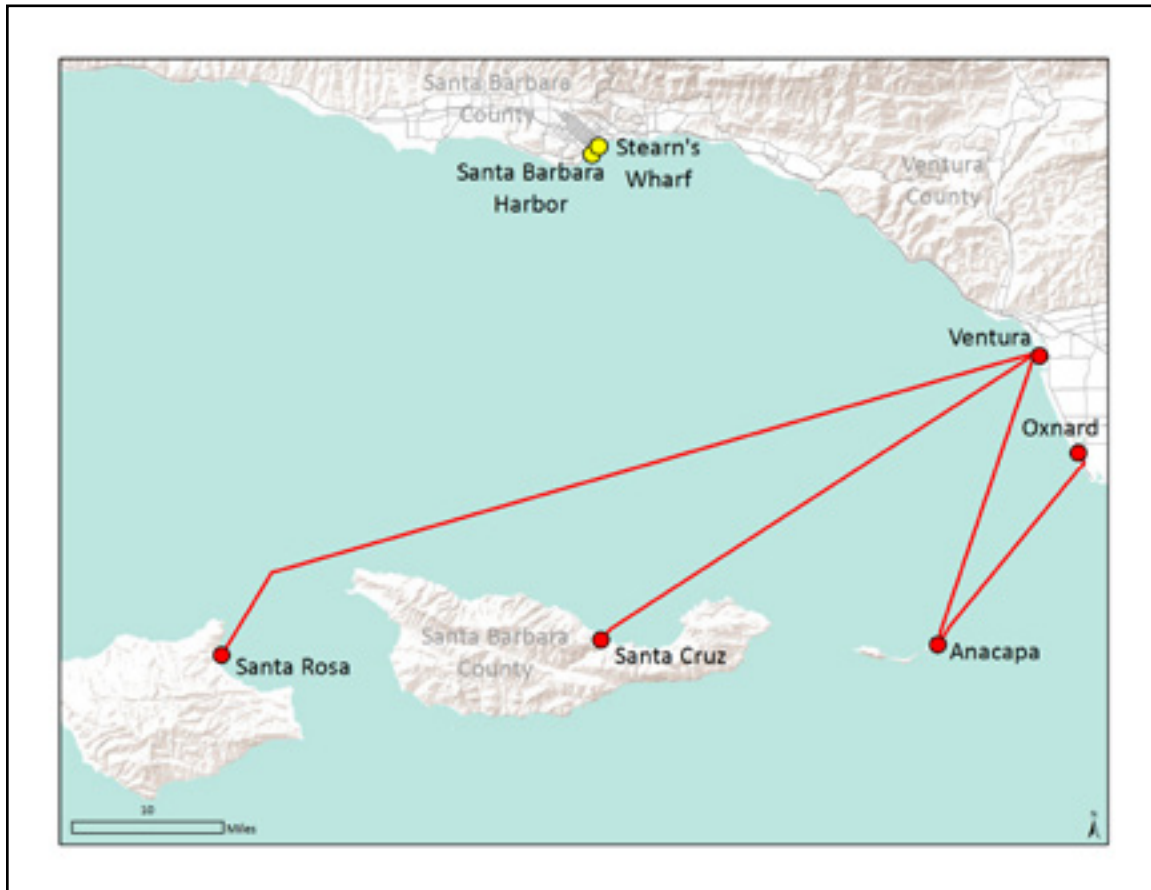 Santa Barbara
County
Stearn's
Wharf
Santa Barbara
Harbor
Ventura
County
Ventura
Oxnard
Santa Rosa
Santa Barbara
County
Santa Cruz
Anacapa
10
Miles
N